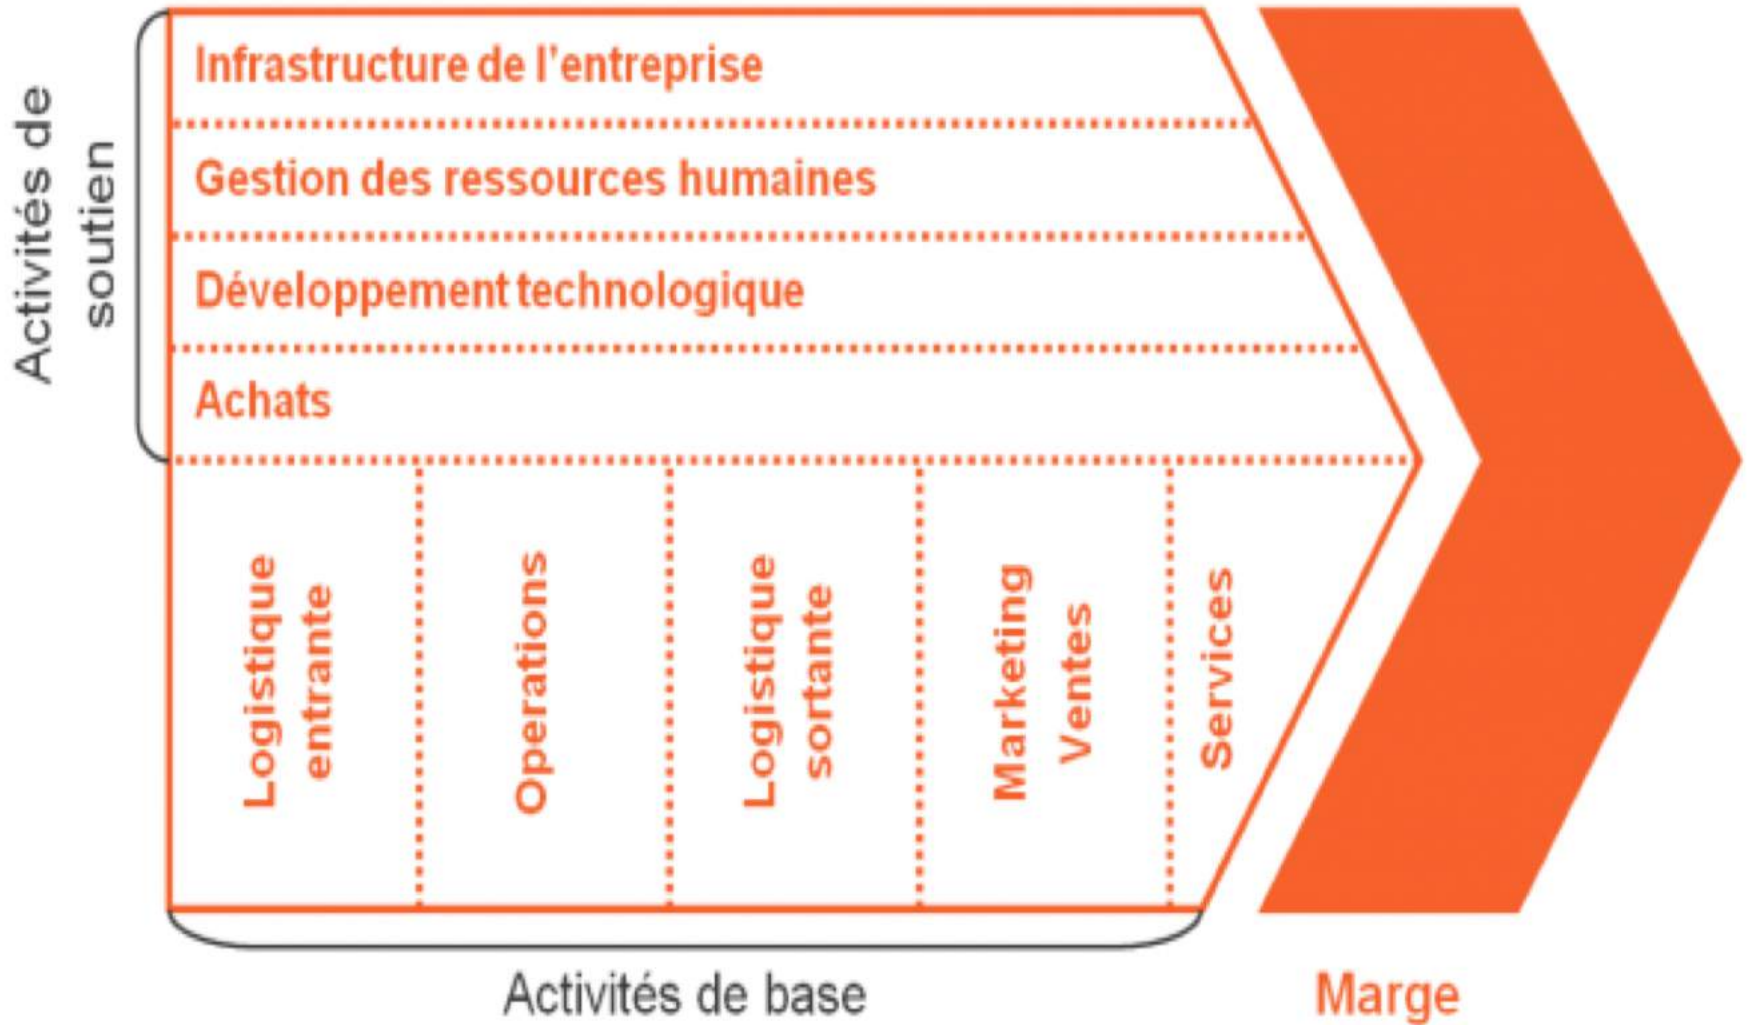 Activités de
soutien
Infrastructure de l'entreprise
Gestion des ressources humaines
Développement technologique
Achats
Logistique
entrante
Operations
Logistique
sortante
Marketing
Ventes
Services
Activités de base
Marge